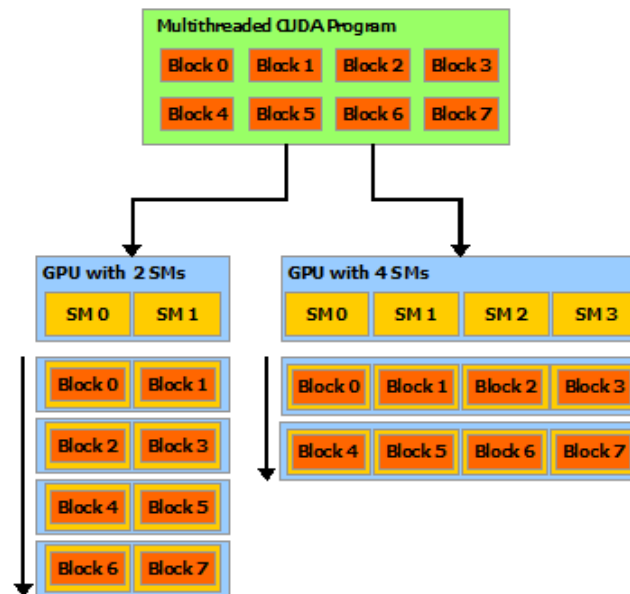 Multithreaded CUDA Program
Block 0 Block 1 Block 2 Block 3
Block 4 Block 5 Block 6 Block 7
GPU with 2 SMs
SM 0 SM 1
Block 0 Block 1
Block 2 Block 3
Block 4 Block 5
Block 6 Block 7
GPU with 4 SMs
SM 0 SM 1 SM 2 SM 3
Block 0 Block 1 Block 2 Block 3
Block 4 Block 5 Block 6 Block 7